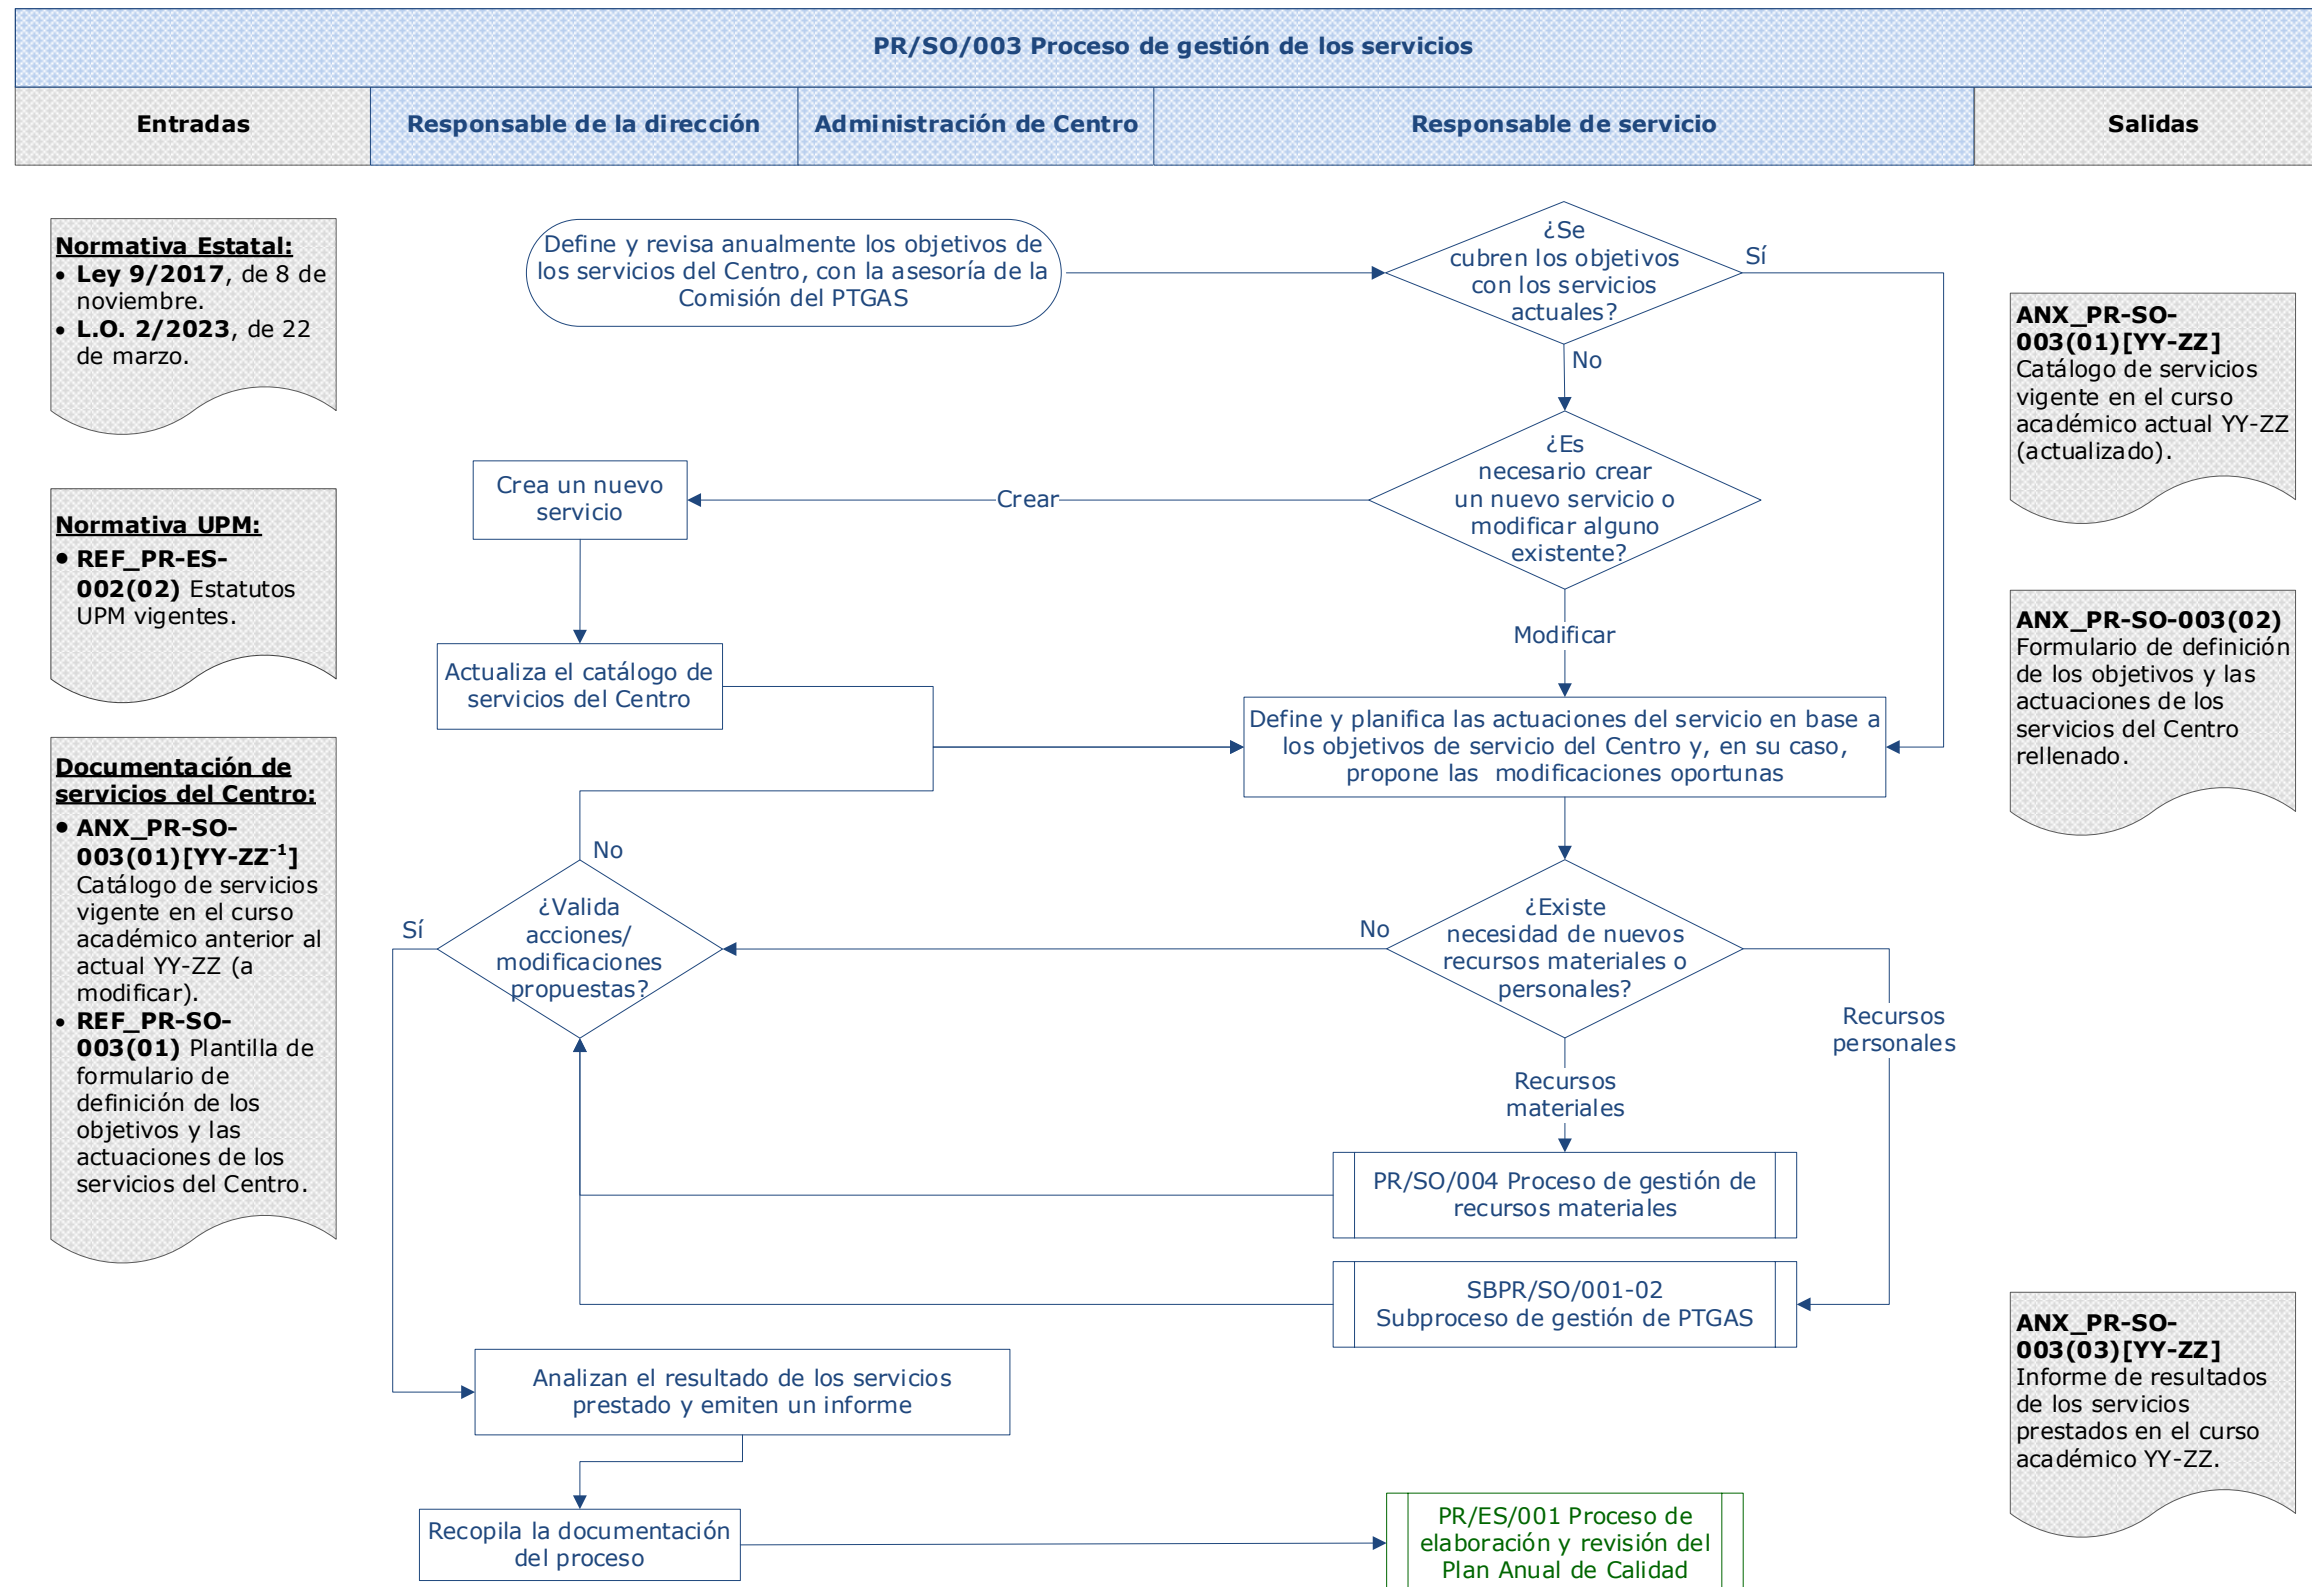 PR/SO/003 Proceso de gestión de los servicios
Entradas
Responsable de la dirección
Administración de Centro
Responsable de servicio
Salidas
Normativa Estatal:
• Ley 9/2017, de 8 de
noviembre.
• L.O. 2/2023, de 22
de marzo.
Normativa UPM:
• REF_PR-ES-
002(02) Estatutos
UPM vigentes.
Documentación de
servicios del Centro:
• ANX_PR-SO-
003(01)[YY-ZZ-1]
Catálogo de servicios
vigente en el curso
académico anterior al
actual YY-ZZ (a
modificar).
• REF_PR-SO-
003(01) Plantilla de
formulario de
definición de los
objetivos y las
actuaciones de los
servicios del Centro.
Define y revisa anualmente los objetivos de
los servicios del Centro, con la asesoría de la
Comisión del PTGAS
¿Se
cubren los objetivos
con los servicios
actuales?
Sí
No
¿Es
necesario crear
un nuevo servicio o
modificar alguno
existente?
Crear
Crea un nuevo
servicio
Modificar
Actualiza el catálogo de
servicios del Centro
Define y planifica las actuaciones del servicio en base a
los objetivos de servicio del Centro y, en su caso,
propone las  modificaciones oportunas
No
¿Valida
acciones/
modificaciones
propuestas?
Sí
No
¿Existe
necesidad de nuevos
recursos materiales o
personales?
Recursos
personales
Recursos
materiales
PR/SO/004 Proceso de gestión de
recursos materiales
SBPR/SO/001-02
Subproceso de gestión de PTGAS
Analizan el resultado de los servicios
prestado y emiten un informe
Recopila la documentación
del proceso
PR/ES/001 Proceso de
elaboración y revisión del
Plan Anual de Calidad
ANX_PR-SO-
003(01)[YY-ZZ]
Catálogo de servicios
vigente en el curso
académico actual YY-ZZ
(actualizado).
ANX_PR-SO-003(02)
Formulario de definición
de los objetivos y las
actuaciones de los
servicios del Centro
rellenado.
ANX_PR-SO-
003(03)[YY-ZZ]
Informe de resultados
de los servicios
prestados en el curso
académico YY-ZZ.